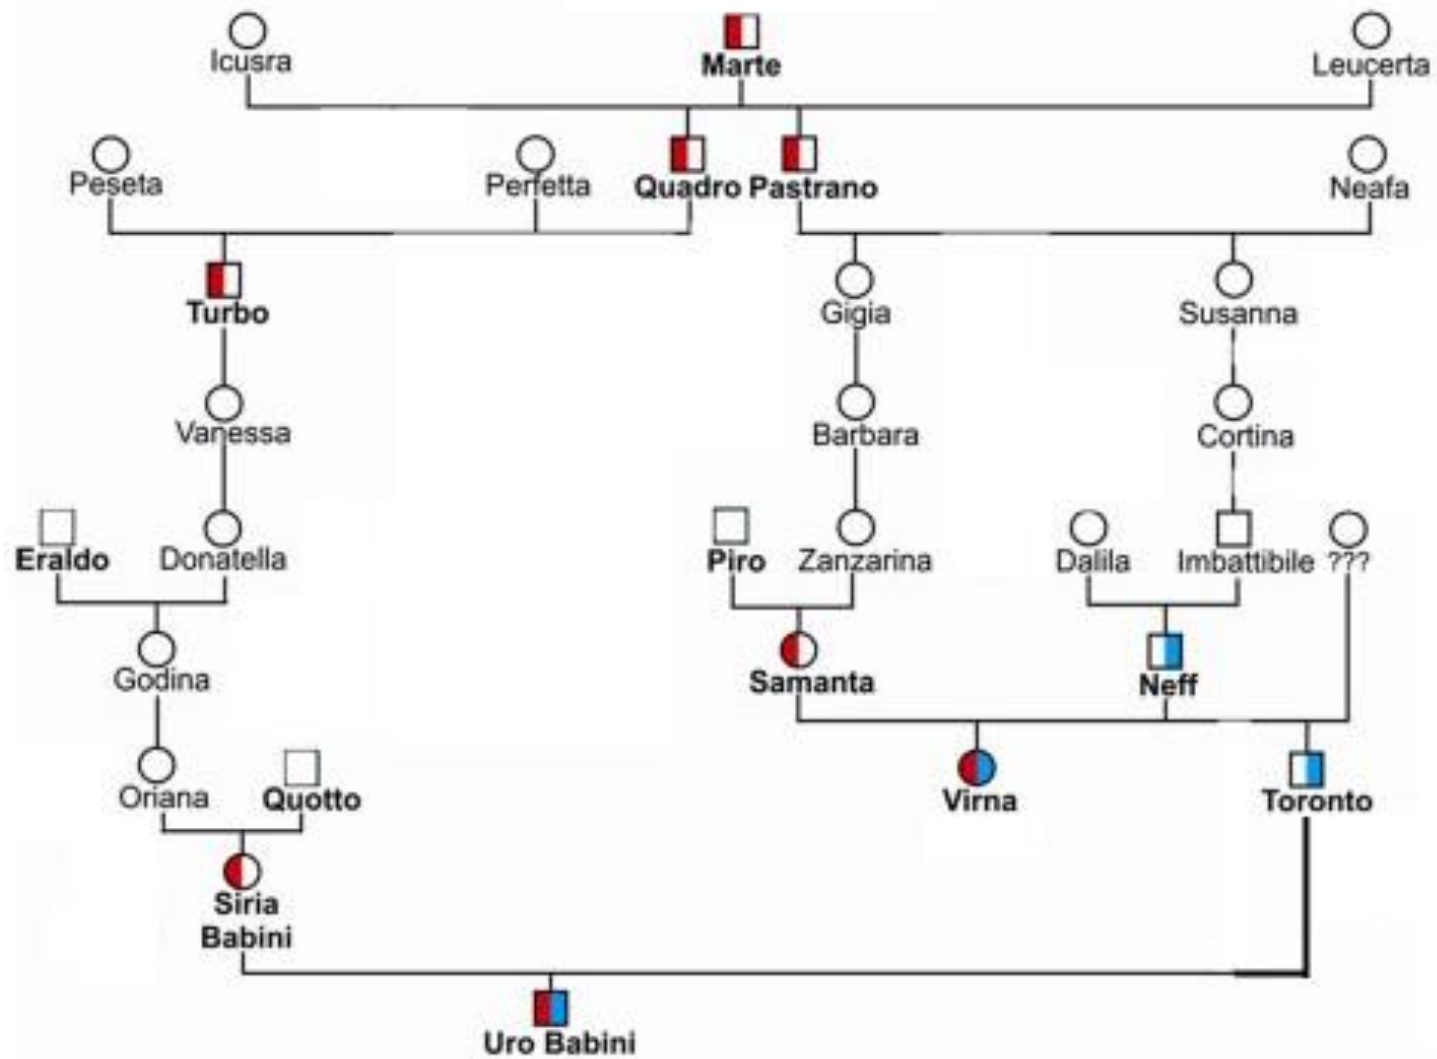 Icusra
Marte
Leucerta
Peseta
Perfetta
Quadro
Pastrano
Neafa
Turbo
Gigia
Susanna
Vanessa
Barbara
Cortina
Eraldo
Donatella
Piro
Zanzarina
Dalila
Imbattibile
???
Godina
Samanta
Neff
Oriana
Quotto
Virna
Toronto
Siria
Babini
Uro Babini